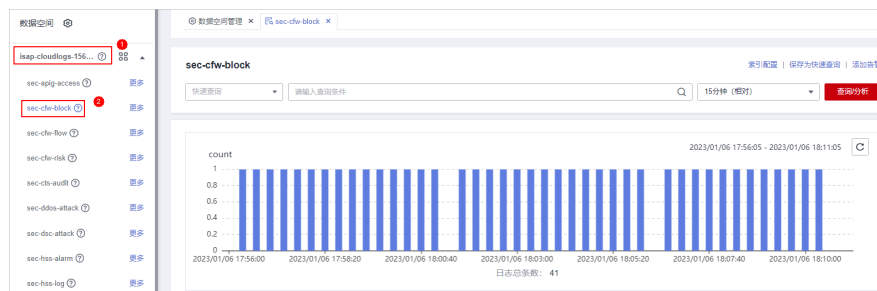 数据空间
数据空间管理 ×
sec-cfw-block ×
1
isap-cloudlogs-156...
sec-apig-access 更多
sec-cfw-block 更多
2
sec-cfw-flow 更多
sec-cfw-risk 更多
sec-cts-audit 更多
sec-ddos-attack 更多
sec-dsc-attack 更多
sec-hss-alarm 更多
sec-hss-log 更多
sec-cfw-block
索引配置 | 保存为快速查询 | 添加告警
快速查询
请输入查询条件
15分钟（相对）
查询/分析
2023/01/06 17:56:05 - 2023/01/06 18:11:05
count
1
0.8
0.6
0.4
0.2
0
2023/01/06 17:56:00 2023/01/06 17:58:20 2023/01/06 18:00:40 2023/01/06 18:03:00 2023/01/06 18:05:20 2023/01/06 18:07:40 2023/01/06 18:10:00
日志总条数： 41